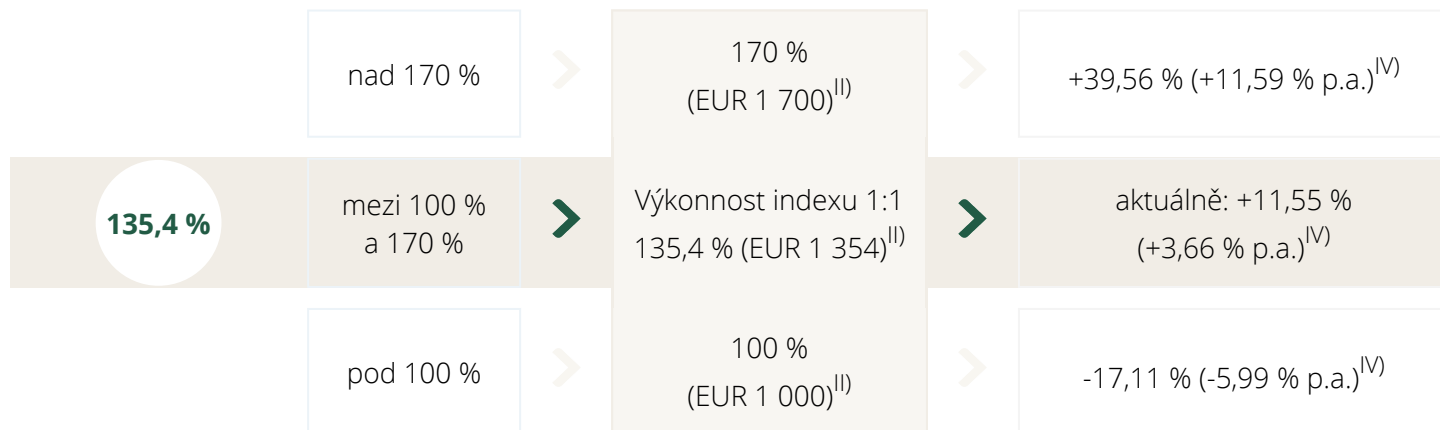 nad 170 %
170 %
(EUR 1 700)II)
+39,56 % (+11,59 % p.a.)IV)
135,4 %
mezi 100 %
a 170 %
Výkonnost indexu 1:1
135,4 % (EUR 1 354)II)
aktuálně: +11,55 %
(+3,66 % p.a.)IV)
pod 100 %
100 %
(EUR 1 000)II)
-17,11 % (-5,99 % p.a.)IV)